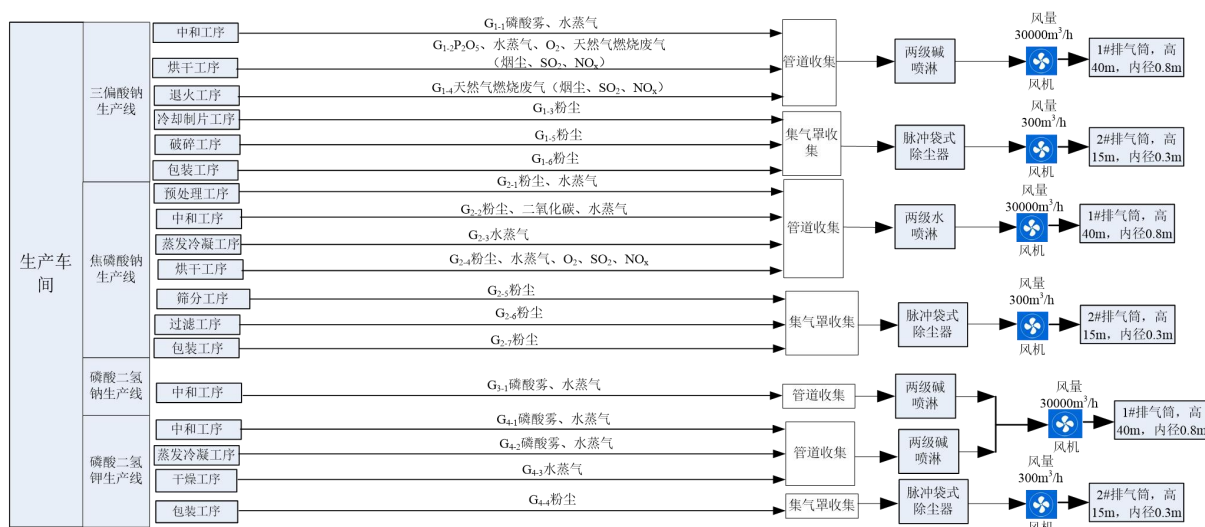 生产车
间
三偏酸钠
生产线
中和工序
G1-1磷酸雾、水蒸气
烘干工序
G1-2P2O5、水蒸气、O2、天然气燃烧废气
（烟尘、SO2、NOx）
退火工序
G1-4天然气燃烧废气（烟尘、SO2、NOx）
管道收集
两级碱
喷淋
风量
30000m³/h
风机
1#排气筒，高
40m，内径0.8m
冷却制片工序
G1-3粉尘
破碎工序
G1-5粉尘
包装工序
G1-6粉尘
集气罩收
集
脉冲袋式
除尘器
风量
300m³/h
风机
2#排气筒，高
15m，内径0.3m
焦磷酸钠
生产线
预处理工序
G2-1粉尘、水蒸气
中和工序
G2-2粉尘、二氧化碳、水蒸气
蒸发冷凝工序
G2-3水蒸气
烘干工序
G2-4粉尘、水蒸气、O2、SO2、NOx
管道收集
两级水
喷淋
风量
30000m³/h
风机
1#排气筒，高
40m，内径0.8m
筛分工序
G2-5粉尘
过滤工序
G2-6粉尘
包装工序
G2-7粉尘
集气罩收集
脉冲袋式
除尘器
风量
300m³/h
风机
2#排气筒，高
15m，内径0.3m
磷酸二氢
钠生产线
中和工序
G3-1磷酸雾、水蒸气
管道收集
两级碱
喷淋
磷酸二氢
钾生产线
中和工序
G4-1磷酸雾、水蒸气
蒸发冷凝工序
G4-2磷酸雾、水蒸气
干燥工序
G4-3水蒸气
管道收集
两级碱
喷淋
风量
30000m³/h
风机
1#排气筒，高
40m，内径0.8m
包装工序
G4-4粉尘
集气罩收集
脉冲袋式
除尘器
风量
300m³/h
风机
2#排气筒，高
15m，内径0.3m